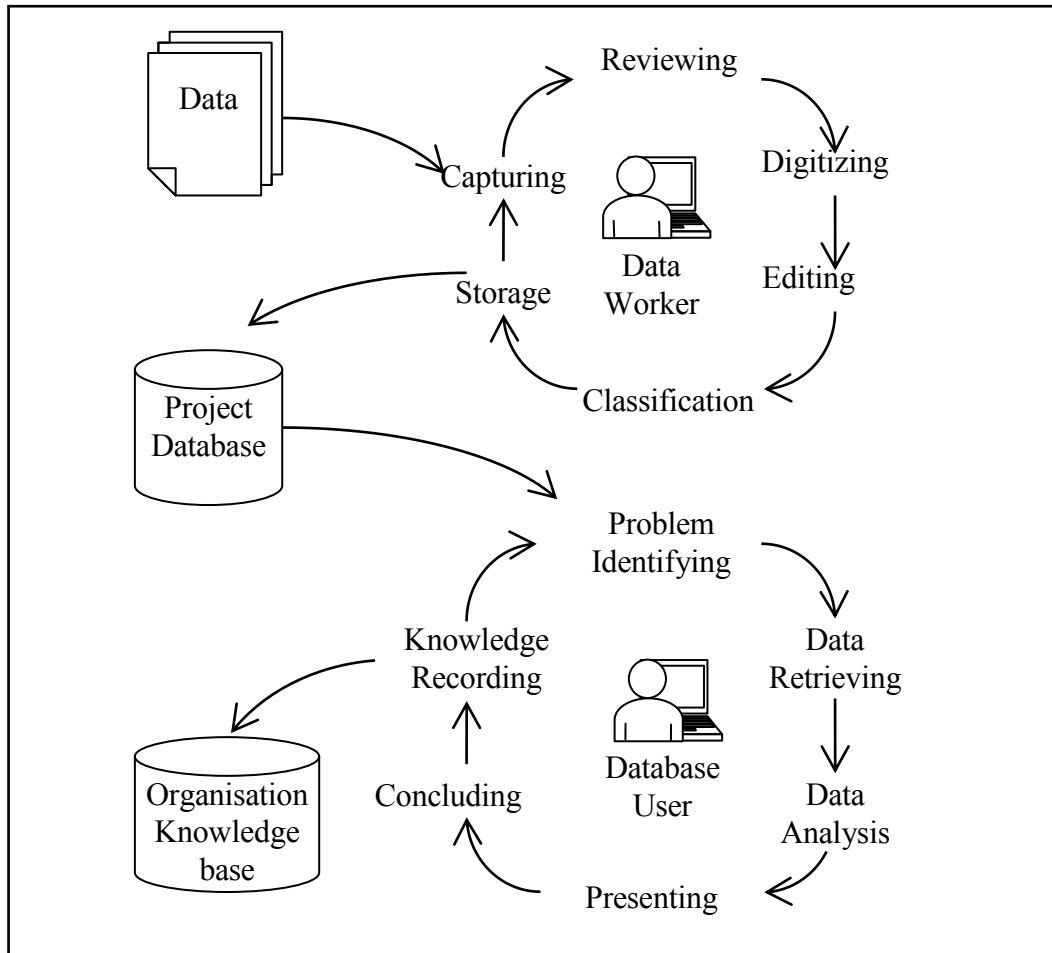 Data
Reviewing
Capturing
Digitizing
Data
Worker
Storage
Editing
Classification
Project
Database
Problem
Identifying
Knowledge
Recording
Data
Retrieving
Database
User
Organisation
Knowledge
base
Concluding
Data
Analysis
Presenting